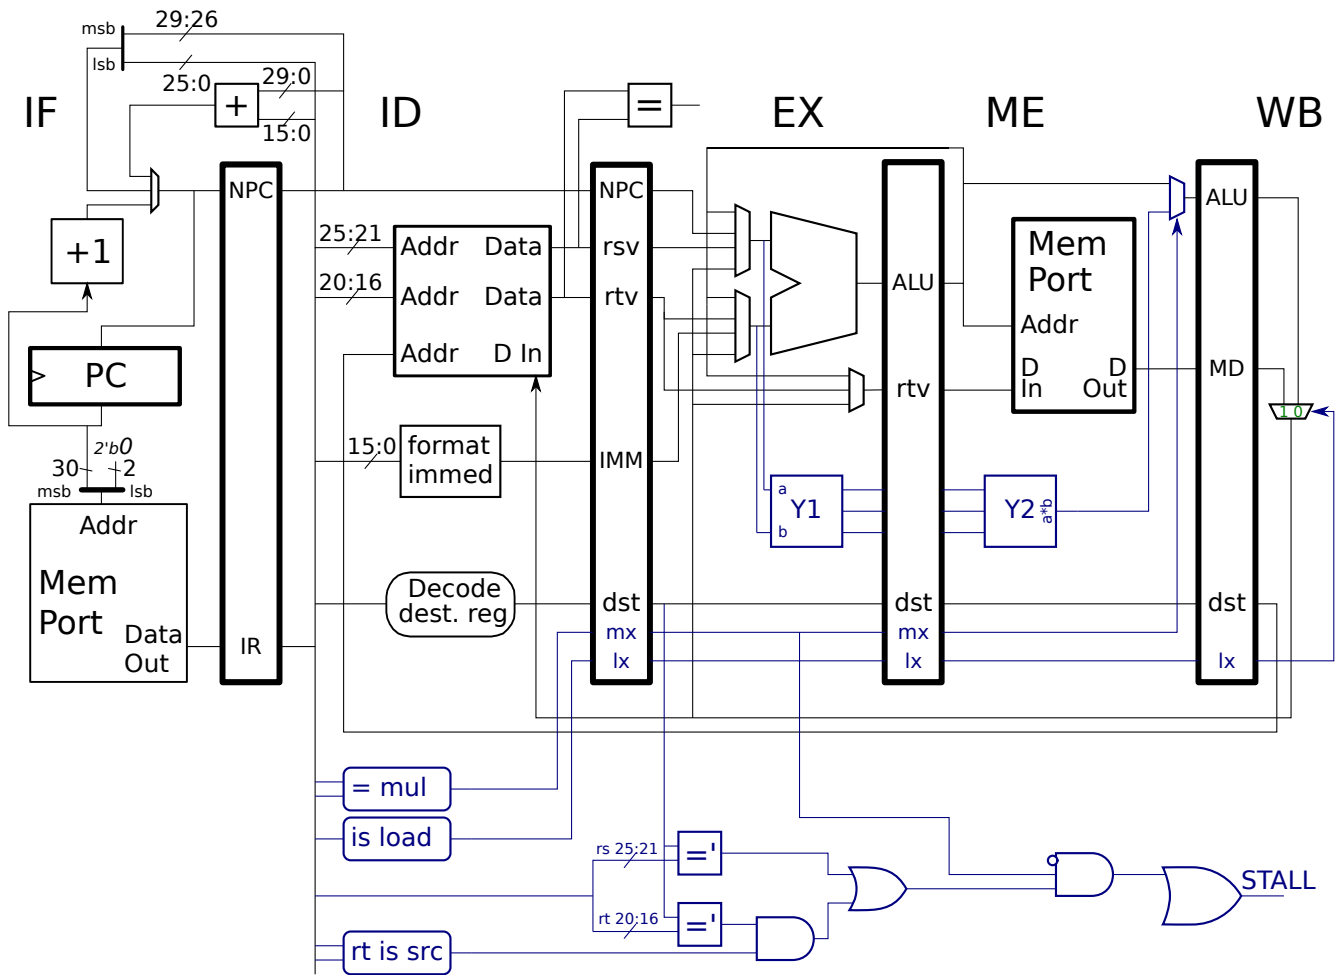 29:26
msb
lsb
25:0
29:0
+
15:0
=
IF
ID
EX
ME
WB
NPC
NPC
ALU
+1
25:21
Addr
Data
rsv
Mem
Port
20:16
Addr
Data
rtv
ALU
Addr
Addr
D In
PC
D
In
D
Out
MD
rtv
1 0
2'b0
30
2
msb
lsb
15:0
format
immed
IMM
Addr
a
Y1
b
Y2
a*b
Mem
Port
Data
Out
IR
Decode
dest. reg
dst
dst
dst
mx
mx
lx
lx
lx
= mul
is load
rs 25:21
='
STALL
rt 20:16
='
rt is src